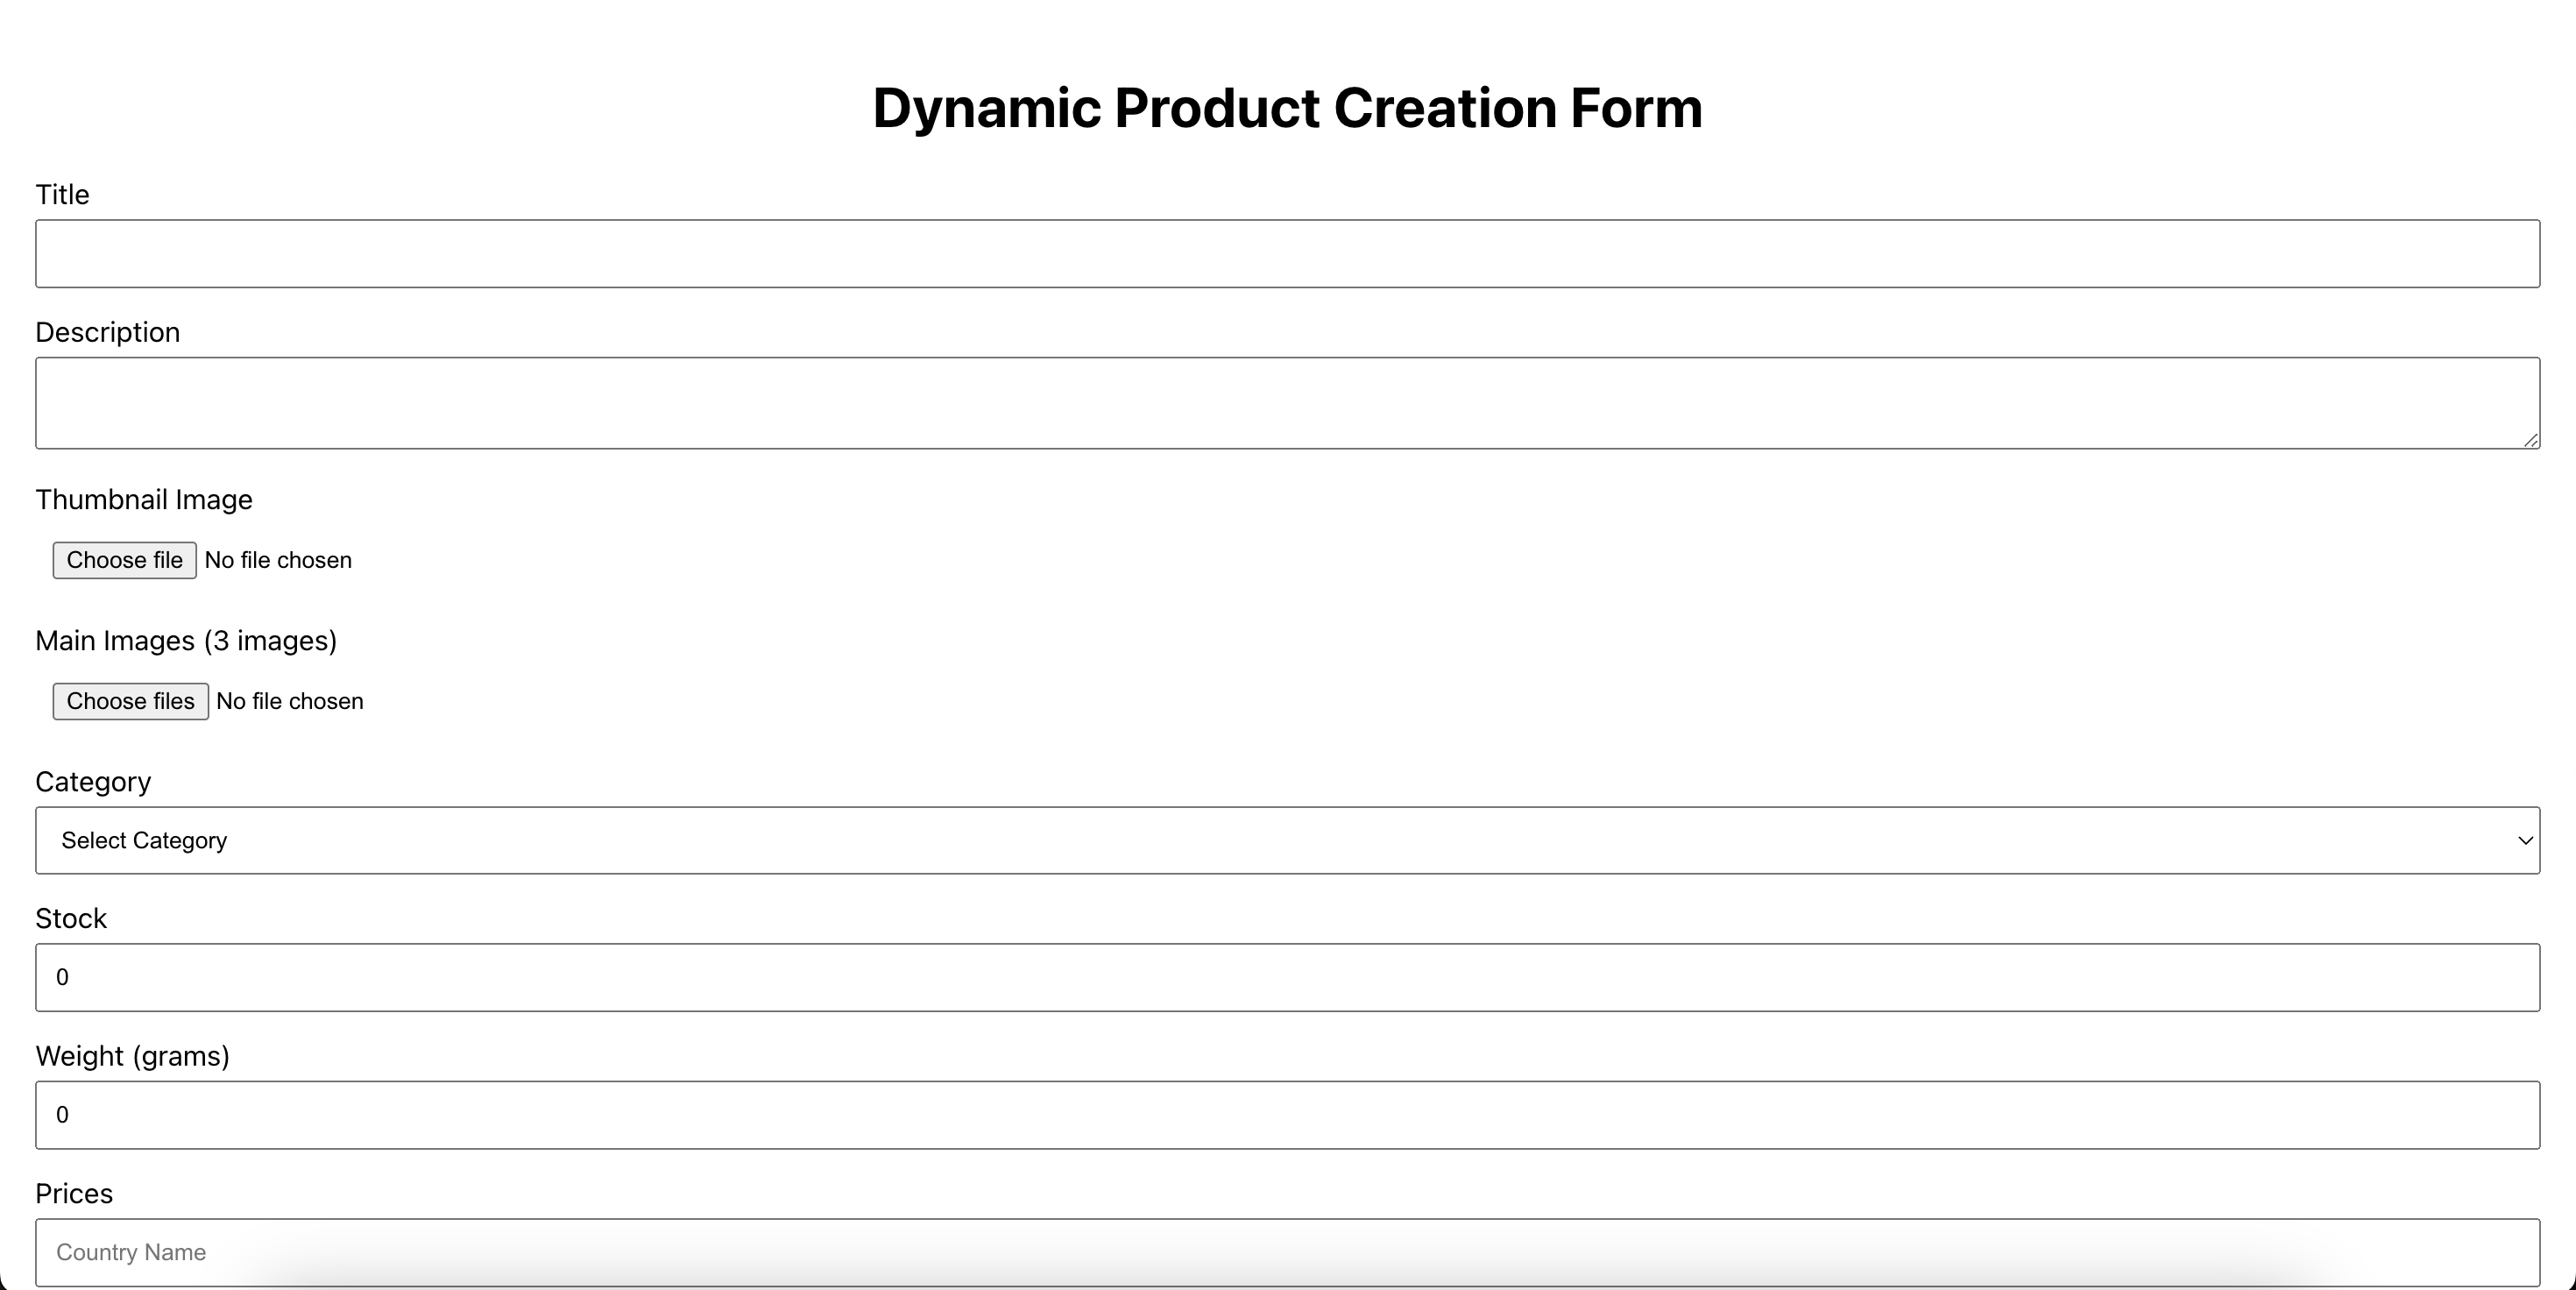 Dynamic Product Creation Form
Title
Description
Thumbnail Image
Choose file No file chosen
Main Images (3 images)
Choose files No file chosen
Category
Select Category
Stock
0
Weight (grams)
0
Prices
Country Name